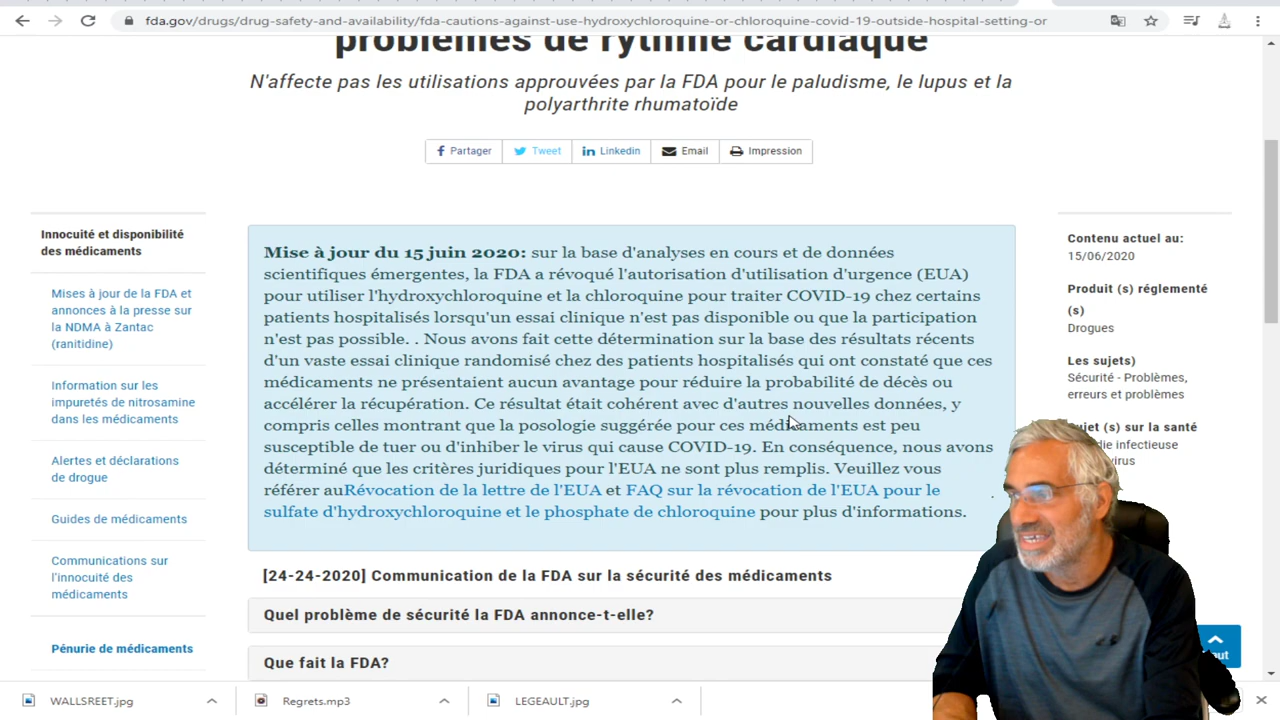 fda.gov/drugs/drug-safety-and-availability/fda-cautions-against-use-hydroxychloroquine-or-chloroquine-covid-19-outside-hospital-setting-or
problèmes de rythme cardiaque
N'affecte pas les utilisations approuvées par la FDA pour le paludisme, le lupus et la
polyarthrite rhumatoïde
Partager
Tweet
Linkedin
Email
Impression
Innocuité et disponibilité
des médicaments
Mises à jour de la FDA et
annonces à la presse sur
la NDMA à Zantac
(ranitidine)
Information sur les
impuretés de nitrosamine
dans les médicaments
Alertes et déclarations
de drogue
Guides de médicaments
Communications sur
l'innocuité des
médicaments
Pénurie de médicaments
Mise à jour du 15 juin 2020: sur la base d'analyses en cours et de données
scientifiques émergentes, la FDA a révoqué l'autorisation d'utilisation d'urgence (EUA)
pour utiliser l'hydroxychloroquine et la chloroquine pour traiter COVID-19 chez certains
patients hospitalisés lorsqu'un essai clinique n'est pas disponible ou que la participation
n'est pas possible. . Nous avons fait cette détermination sur la base des résultats récents
d'un vaste essai clinique randomisé chez des patients hospitalisés qui ont constaté que ces
médicaments ne présentaient aucun avantage pour réduire la probabilité de décès ou
accélérer la récupération. Ce résultat était cohérent avec d'autres nouvelles données, y
compris celles montrant que la posologie suggérée pour ces médicaments est peu
susceptible de tuer ou d'inhiber le virus qui cause COVID-19. En conséquence, nous avons
déterminé que les critères juridiques pour l'EUA ne sont plus remplis. Veuillez vous
référer auRévocation de la lettre de l'EUA et FAQ sur la révocation de l'EUA pour le
sulfate d'hydroxychloroquine et le phosphate de chloroquine pour plus d'informations.
[24-24-2020] Communication de la FDA sur la sécurité des médicaments
Quel problème de sécurité la FDA annonce-t-elle?
Que fait la FDA?
Contenu actuel au:
15/06/2020
Produit (s) réglementé
(s)
Drogues
Les sujets)
Sécurité - Problèmes,
erreurs et problèmes
(s) sur la santé
infectieuse
WALLSREET.jpg
Regrets.mp3
LEGEAULT.jpg